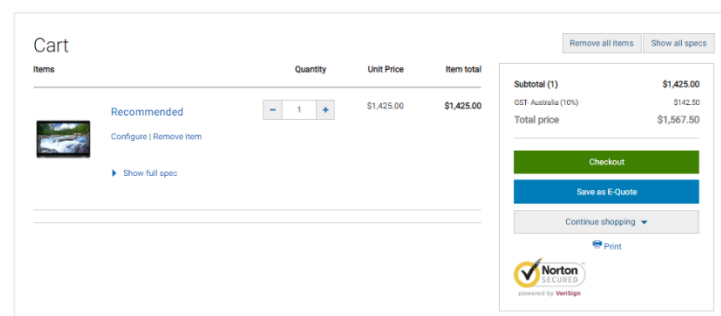 Cart
Remove all items
Show all specs
Items Quantity Unit Price Item total
Recommended
- 1 + $1,425.00 $1,425.00
Configure | Remove item
Show full spec
Subtotal (1) $1,425.00
GST- Australia (10%) $142.50
Total price $1,567.50
Checkout
Save as E-Quote
Continue shopping
Print
Norton
SECURED
powered by VeriSign